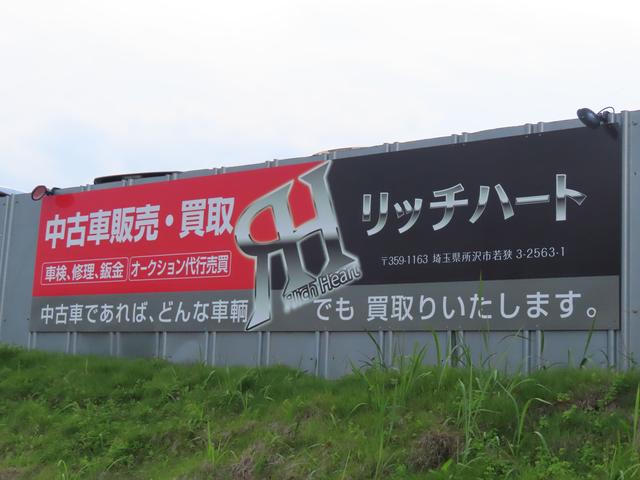 中古車販売・買取
車検、修理、鈑金 オークション代行売買
RH
Rich Heart
リッチハート
〒359-1163 埼玉県所沢市若狭 3-2563-1
中古車であれば、どんな車輌でも 買取りいたします。